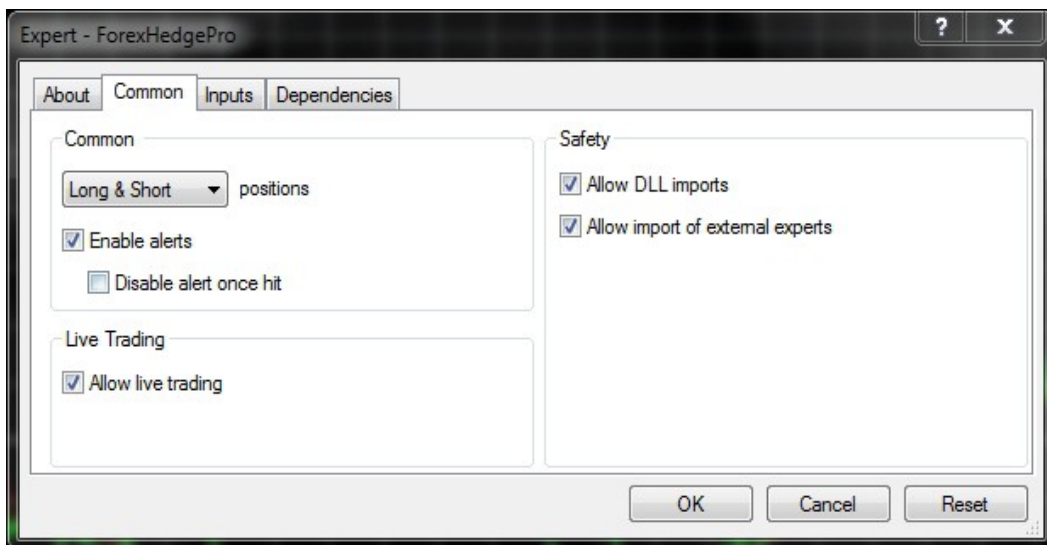 Expert - ForexHedgePro
? x
About Common Inputs Dependencies
Common
Long & Short positions
Enable alerts
Disable alert once hit
Live Trading
Allow live trading
Safety
Allow DLL imports
Allow import of external experts
OK Cancel Reset